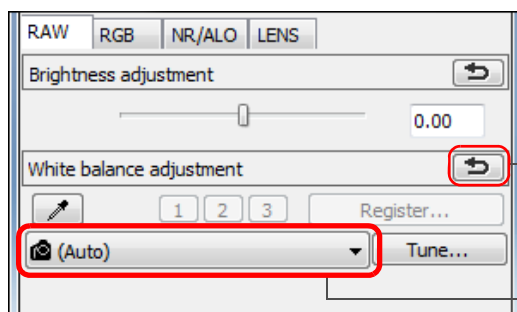 RAW RGB NR/ALO LENS
Brightness adjustment
0.00
White balance adjustment
1 2 3 Register...
(Auto) Tune...